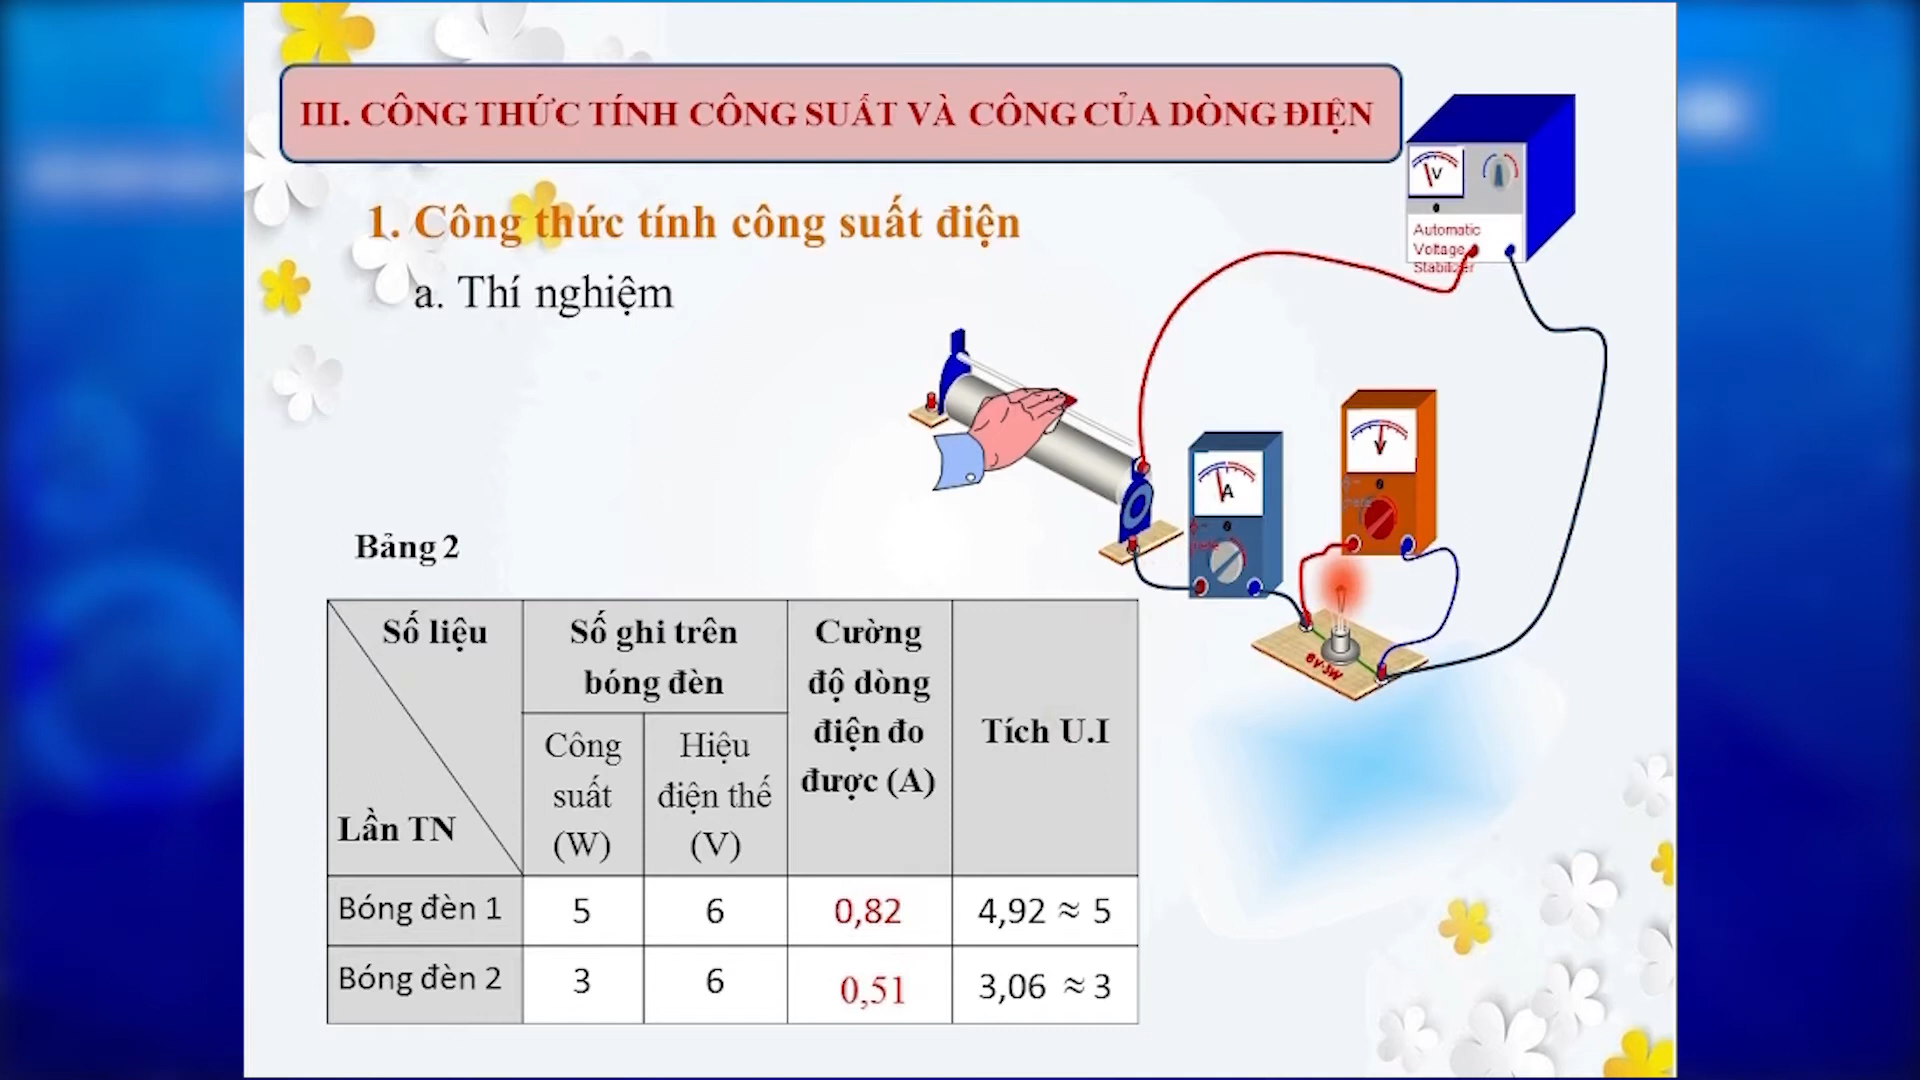 III. CÔNG THỨC TÍNH CÔNG SUẤT VÀ CÔNG CỦA DÒNG ĐIỆN
1. Công thức tính công suất điện
a. Thí nghiệm
V
Automatic
Voltage
Stabilizer
A
V
6V-3W
Bảng 2
Số liệu
Lần TN
Số ghi trên
bóng đèn
Cường
độ dòng
điện đo
được (A)
Tích U.I
Công
suất
(W)
Hiệu
điện thế
(V)
Bóng đèn 1 5 6 0,82 4,92 ≈ 5
Bóng đèn 2 3 6 0,51 3,06 ≈ 3